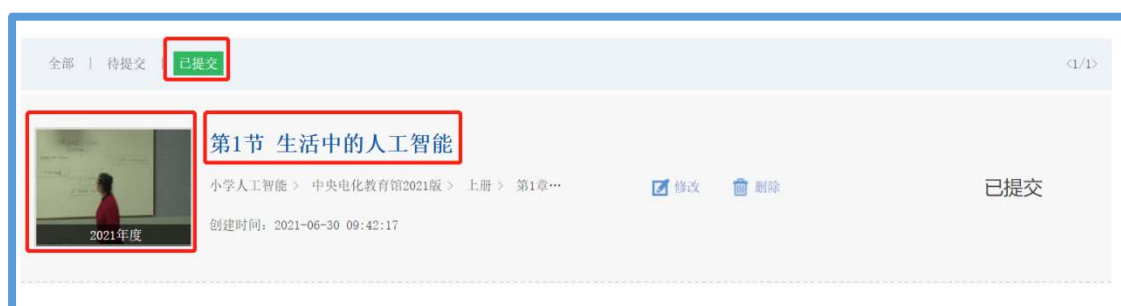 全部 | 待提交 | 已提交 <1/1>
第1节 生活中的人工智能
小学人工智能 > 中央电化教育馆2021版 > 上册 > 第1章…
修改 删除
已提交
创建时间: 2021-06-30 09:42:17
2021年度